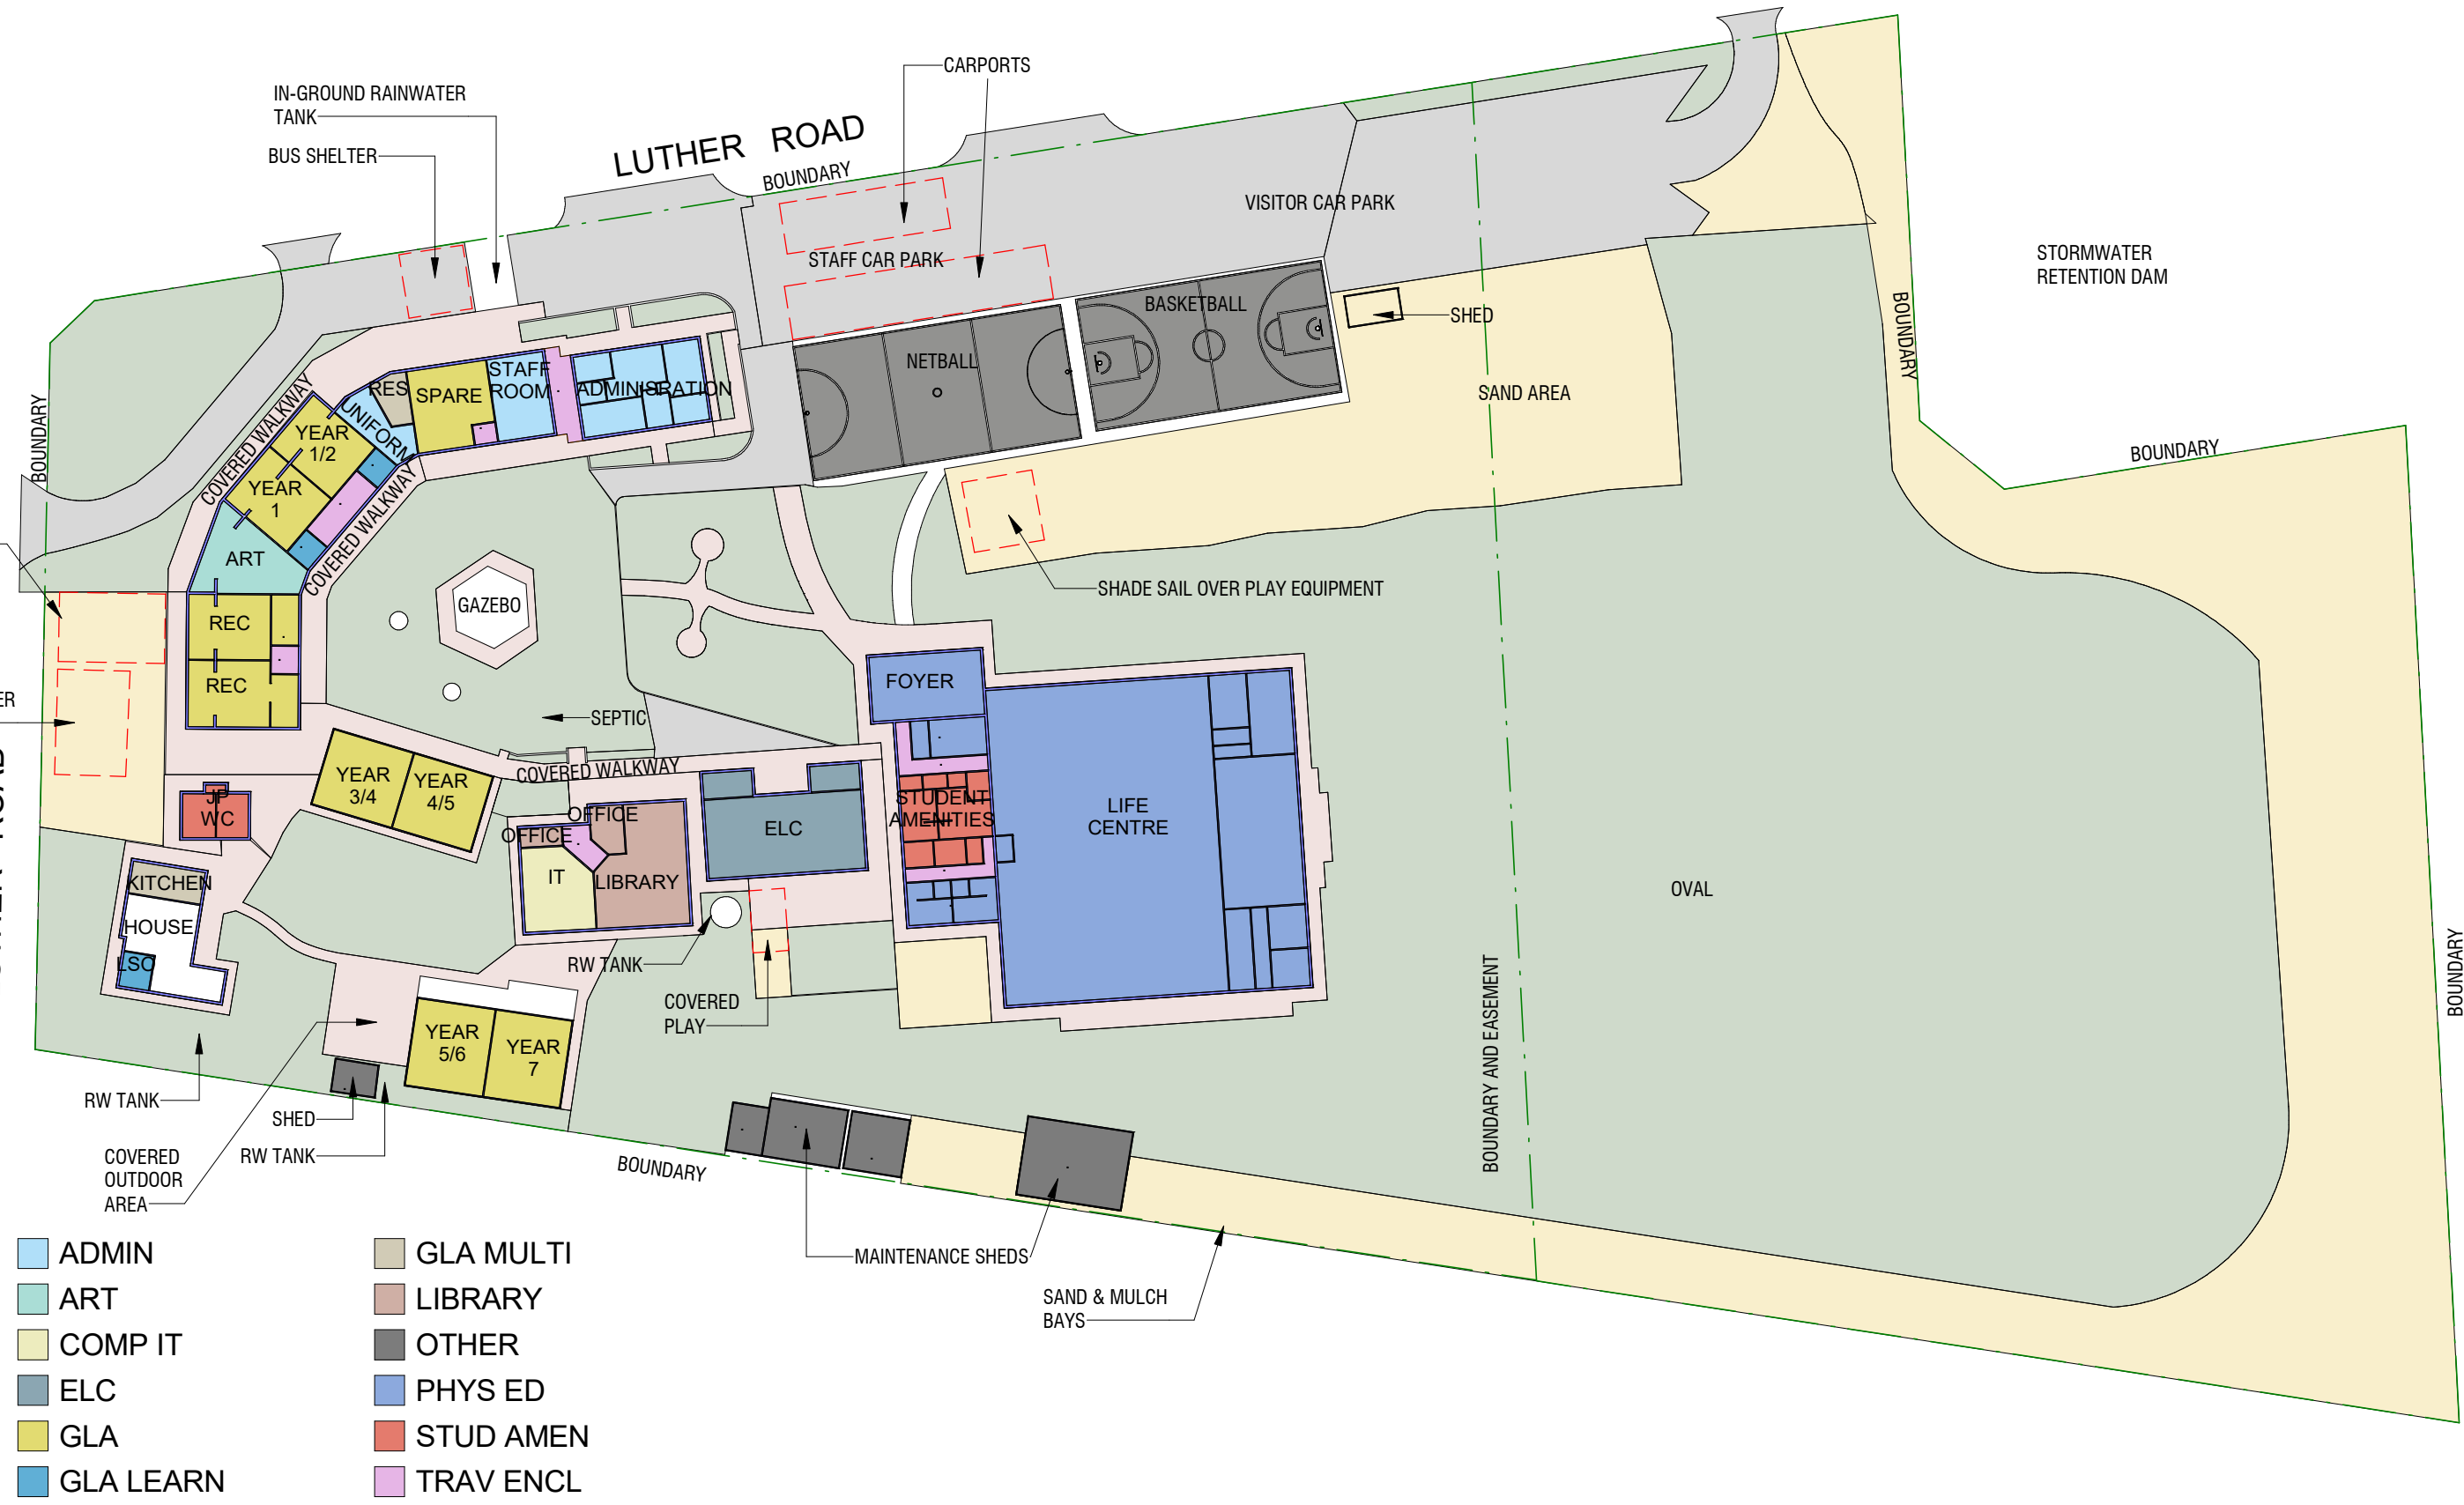 CARPORTS
IN-GROUND RAINWATER
TANK
BUS SHELTER
LUTHER ROAD
BOUNDARY
VISITOR CAR PARK
STAFF CAR PARK
STORMWATER
RETENTION DAM
BASKETBALL
SHED
NETBALL
SAND AREA
BOUNDARY
BOUNDARY
BOUNDARY
STAFF
ROOM
ADMINISRATION
RES
SPARE
UNIFORM
COVERED WALKWAY
YEAR
1/2
YEAR
1
COVERED WALKWAY
ART
GAZEBO
SHADE SAIL OVER PLAY EQUIPMENT
REC
REC
FOYER
SEPTIC
COVERED WALKWAY
YEAR
3/4
YEAR
4/5
JP
WC
OFFICE
OFFICE
ELC
STUDENT
AMENITIES
LIFE
CENTRE
IT
LIBRARY
KITCHEN
HOUSE
LSO
OVAL
RW TANK
COVERED
PLAY
YEAR
5/6
YEAR
7
BOUNDARY AND EASEMENT
BOUNDARY
RW TANK
SHED
RW TANK
COVERED
OUTDOOR
AREA
BOUNDARY
MAINTENANCE SHEDS
SAND & MULCH
BAYS
ADMIN
ART
COMP IT
ELC
GLA
GLA LEARN
GLA MULTI
LIBRARY
OTHER
PHYS ED
STUD AMEN
TRAV ENCL